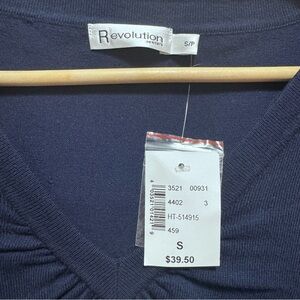 Revolution
S/P
3521 00931
4402 3
HT-514915
459
S
$39.50